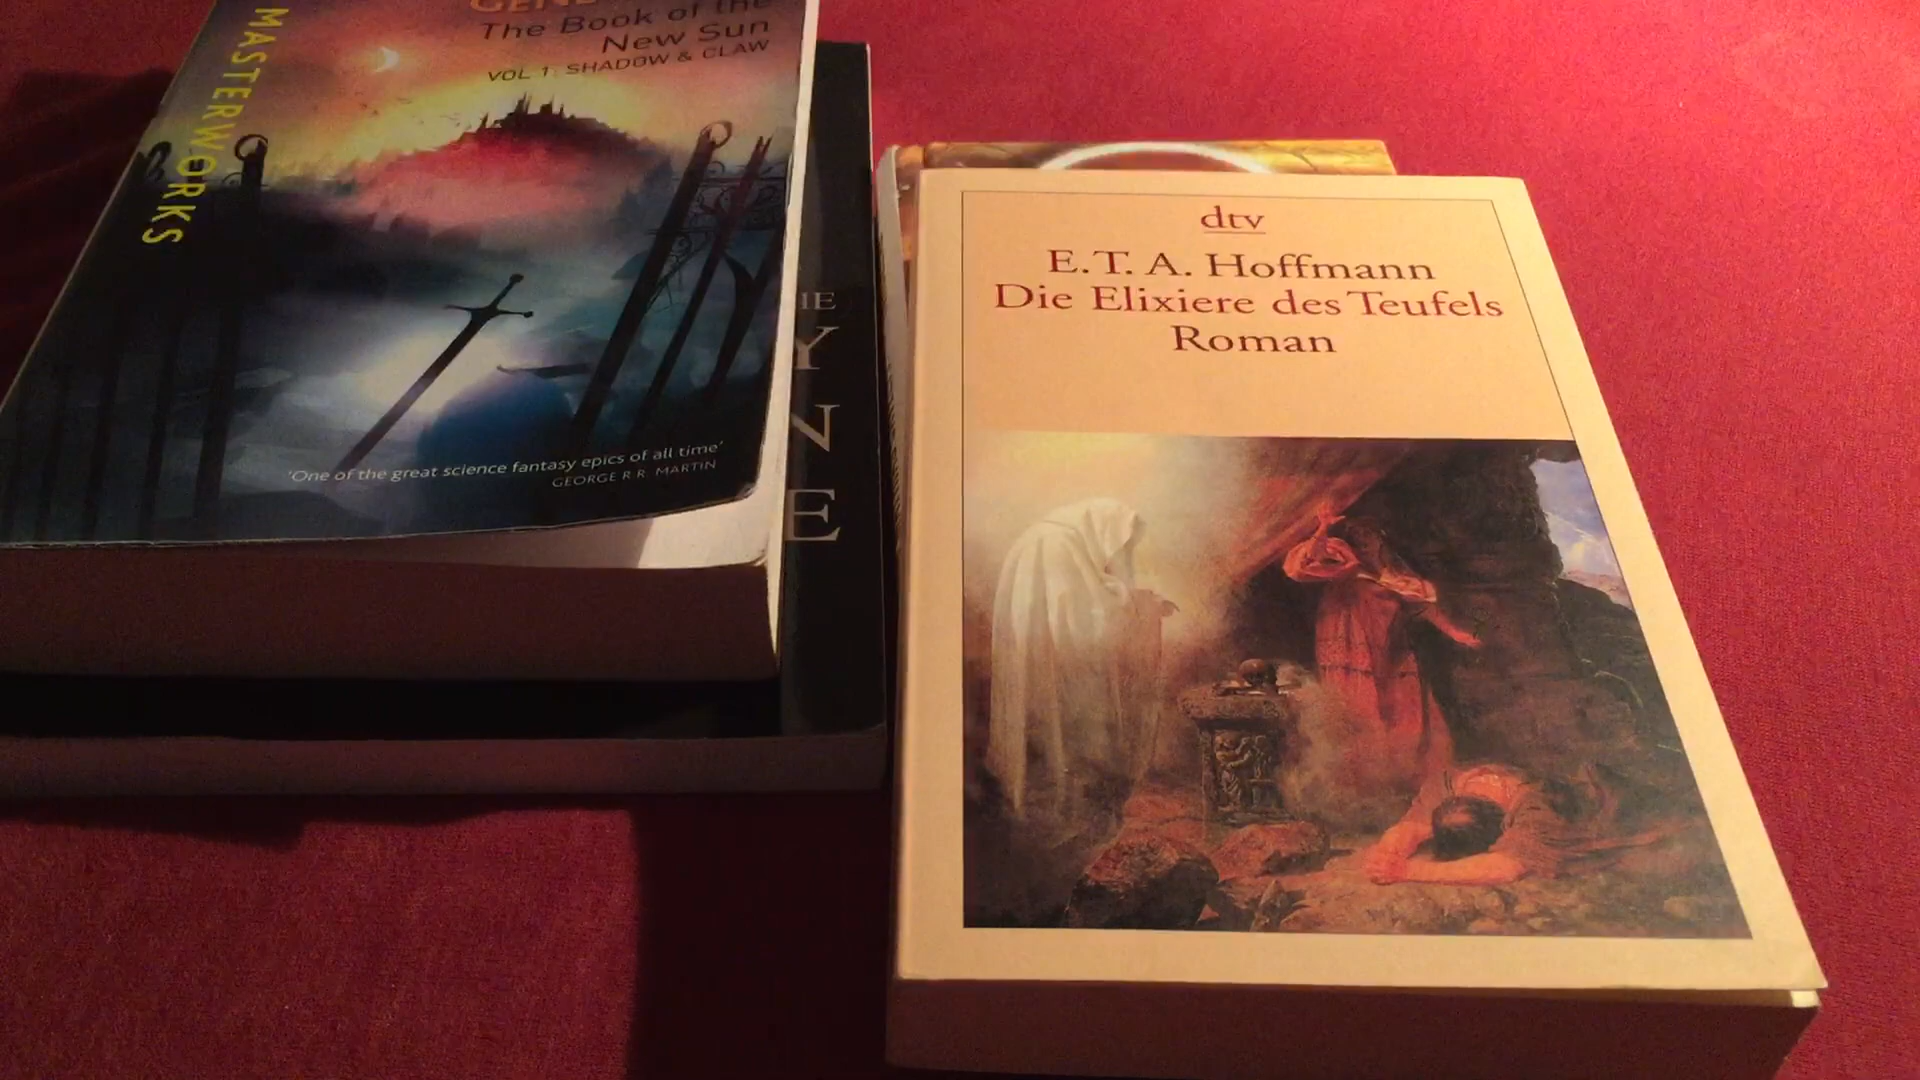 MASTERWORKS
The Book of the
New Sun
VOL 1: SHADOW & CLAW
'One of the great science fantasy epics of all time'
GEORGE R.R. MARTIN
IE
Y
N
E
dtv
E.T.A. Hoffmann
Die Elixiere des Teufels
Roman